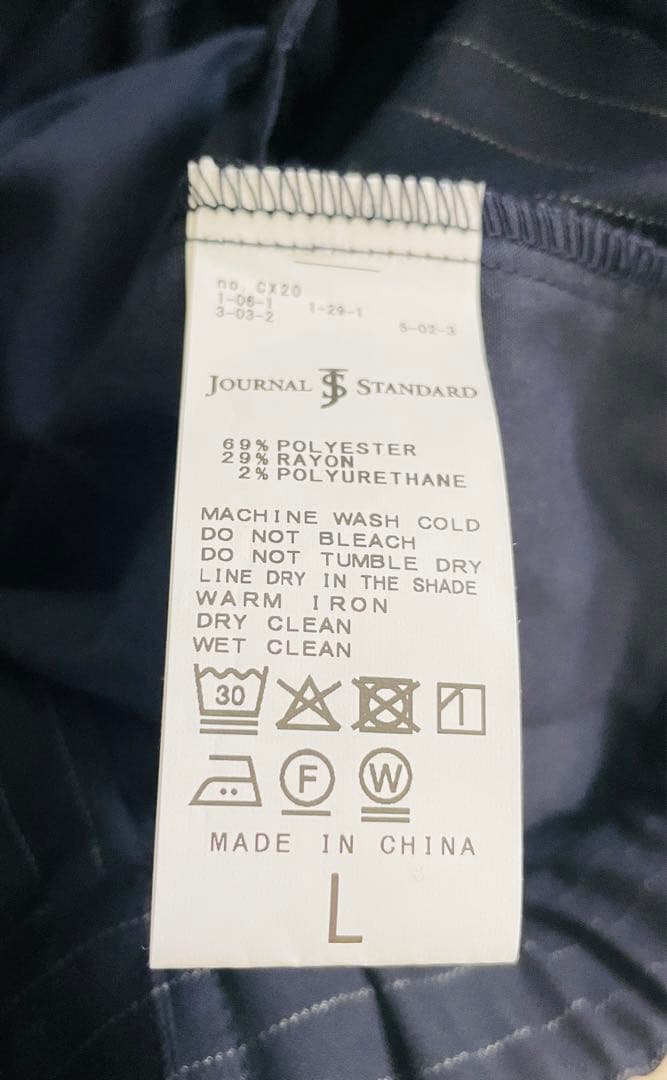 no. CX20
1-06-1 1-29-1
3-03-2 5-02-3
JOURNAL JS STANDARD
69% POLYESTER
29% RAYON
2% POLYURETHANE
MACHINE WASH COLD
DO NOT BLEACH
DO NOT TUMBLE DRY
LINE DRY IN THE SHADE
WARM IRON
DRY CLEAN
WET CLEAN
30
F W
MADE IN CHINA
L